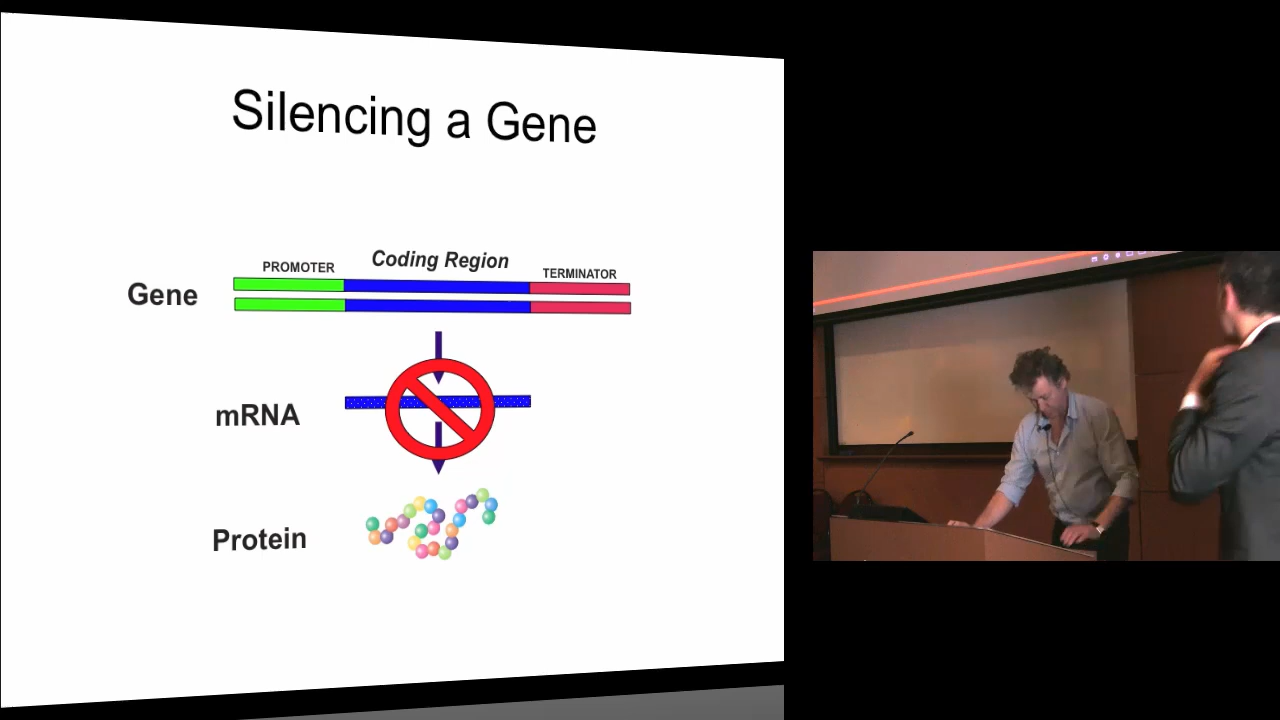 Silencing a Gene
PROMOTER
Coding Region
TERMINATOR
Gene
mRNA
Protein